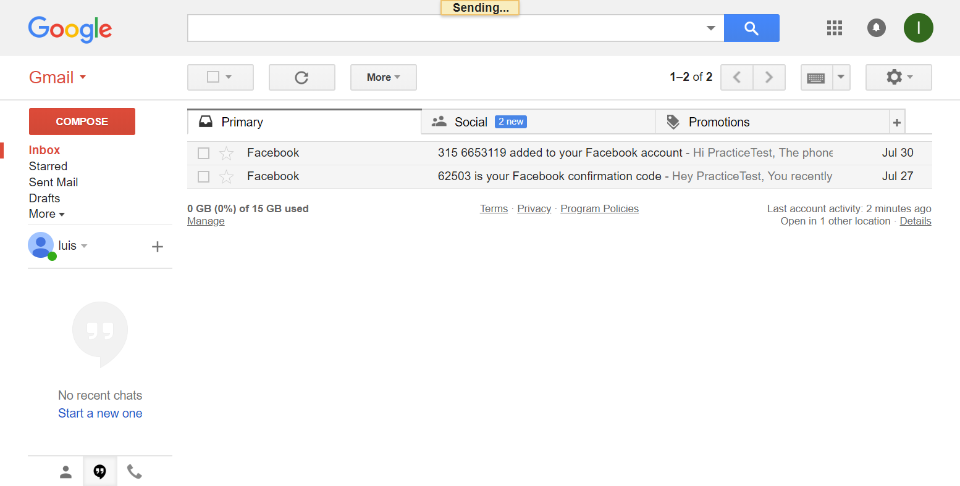 Sending...
Google
I
Gmail
More
1–2 of 2
COMPOSE
Inbox
Starred
Sent Mail
Drafts
More
Primary
Social 2 new
Promotions
+
Facebook 315 6653119 added to your Facebook account - Hi PracticeTest, The phone Jul 30
Facebook 62503 is your Facebook confirmation code - Hey PracticeTest, You recently Jul 27
0 GB (0%) of 15 GB used
Manage
Terms · Privacy · Program Policies
Last account activity: 2 minutes ago
Open in 1 other location · Details
luis
No recent chats
Start a new one